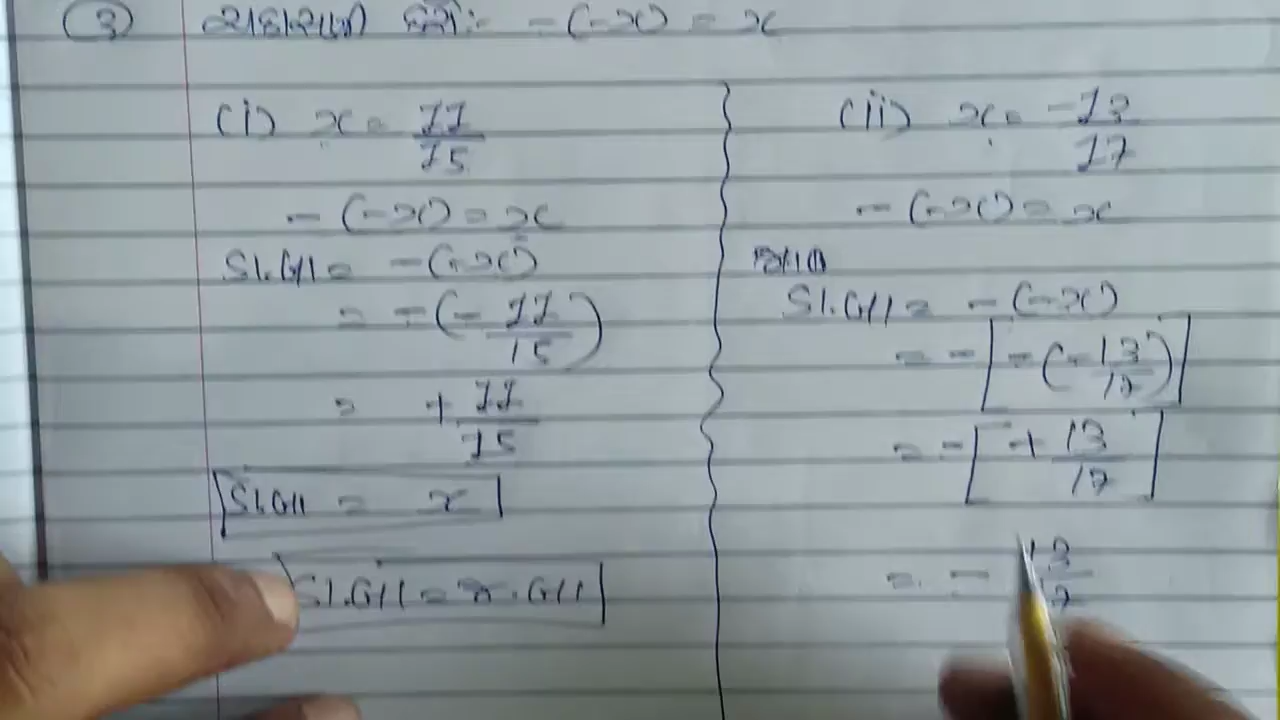 ③ ચકાસણી કરો:- -(-x) = x
(i) x = 11/15
-(-x) = x
ડા.બા = -(-x)
= -(-11/15)
= +11/15
ડા.બા = x
ડા.બા = જ.બા
(ii) x = -13/17
-(-x) = x
ડા.બા = -(-x)
= -[-(-13/17)]
= -[+13/17]
= -13/17